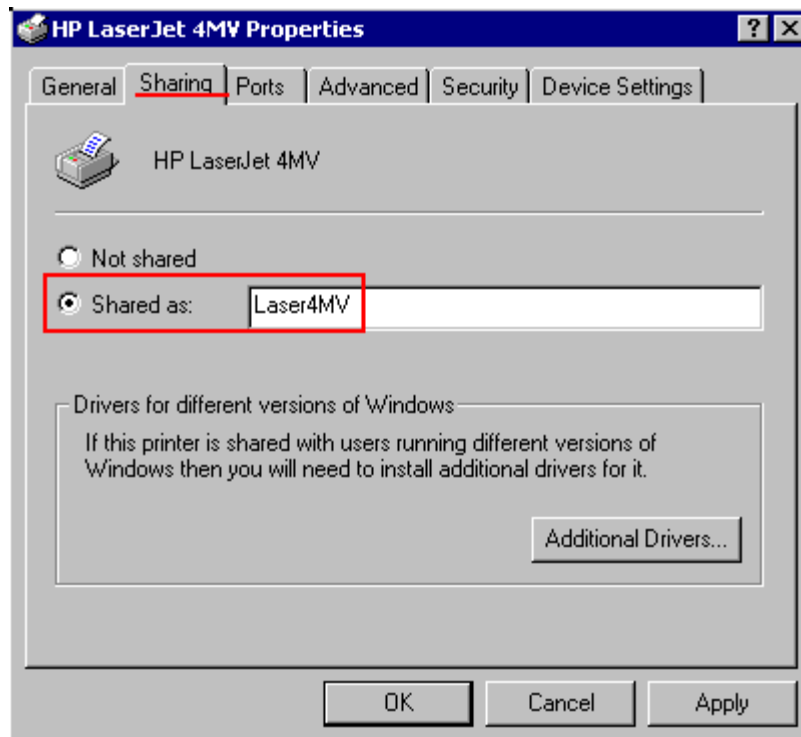 HP LaserJet 4MV Properties
General Sharing Ports Advanced Security Device Settings
HP LaserJet 4MV
Not shared
Shared as: Laser4MV
Drivers for different versions of Windows
If this printer is shared with users running different versions of
Windows then you will need to install additional drivers for it.
Additional Drivers...
OK Cancel Apply